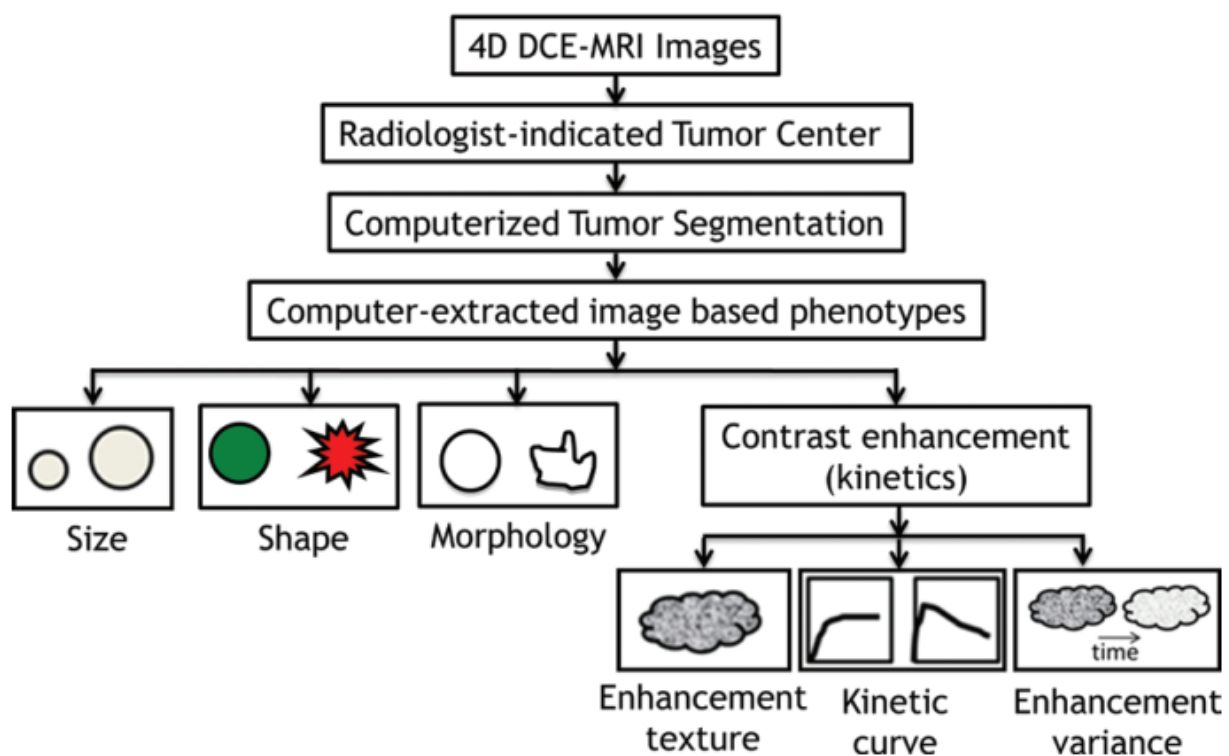 4D DCE-MRI Images
Radiologist-indicated Tumor Center
Computerized Tumor Segmentation
Computer-extracted image based phenotypes
Size
Shape
Morphology
Contrast enhancement
(kinetics)
Enhancement
texture
Kinetic
curve
time
Enhancement
variance